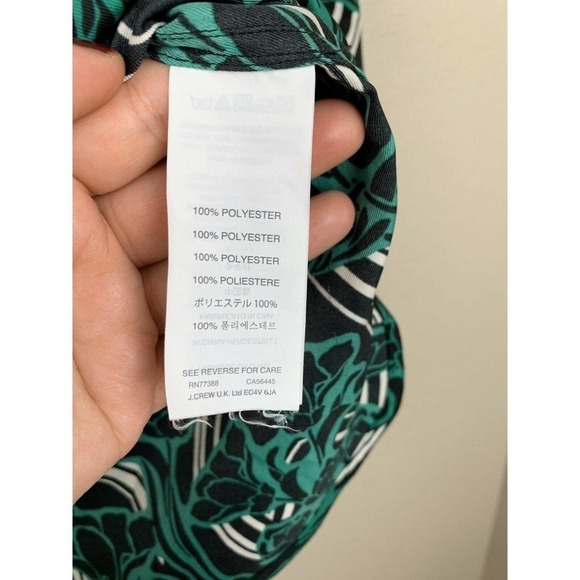 100% POLYESTER
100% POLYESTER
100% POLYESTER
100% POLIESTERE
ポリエステル 100%
100% 폴리에스테르
SEE REVERSE FOR CARE
RN77388 CA56445
J.CREW U.K. Ltd EC4V 6JA